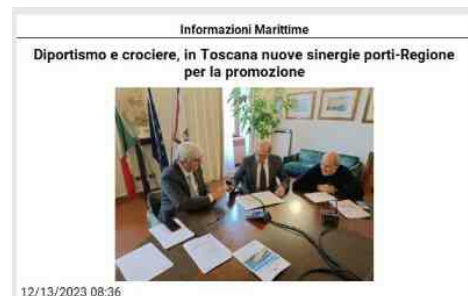 Informazioni Marittime
Diportismo e crociere, in Toscana nuove sinergie porti-Regione
per la promozione
12/13/2023 08:36